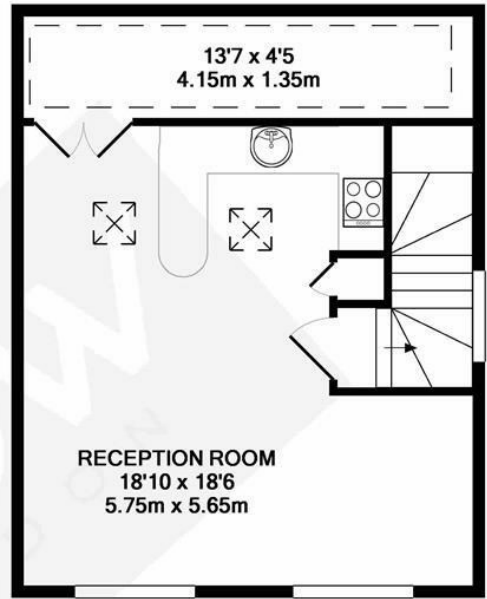 13'7 x 4'5
4.15m x 1.35m
RECEPTION ROOM
18'10 x 18'6
5.75m x 5.65m